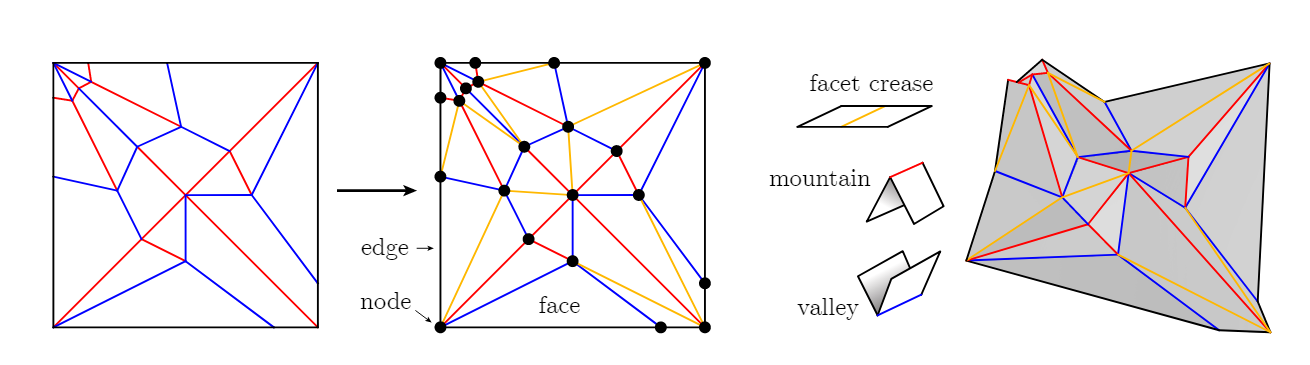 edge
node
face
facet crease
mountain
valley